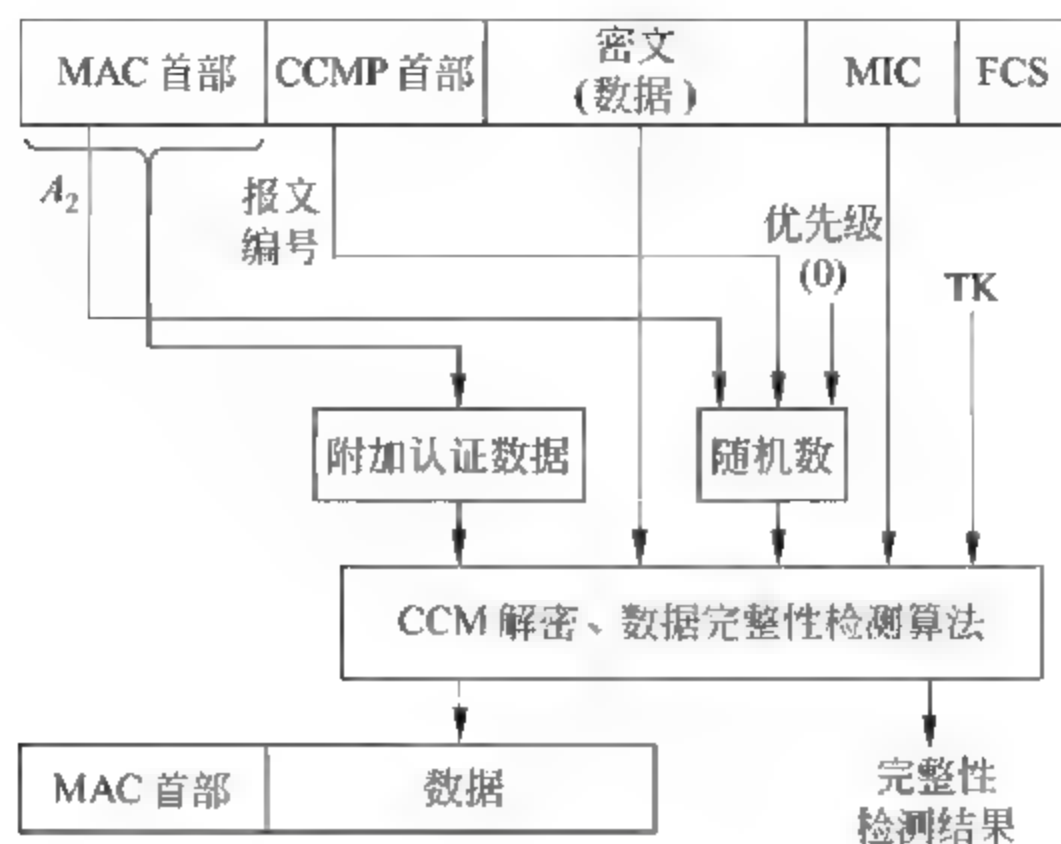 MAC 首部 CCMP 首部 密文 MIC FCS
(数据)
A₂ 报文 优先级
编号 (0) TK
附加认证数据 随机数
CCM 解密、数据完整性检测算法
MAC 首部 数据 完整性
检测结果